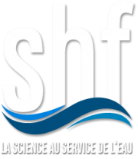 shf
LA SCIENCE AU SERVICE DE L'EAU